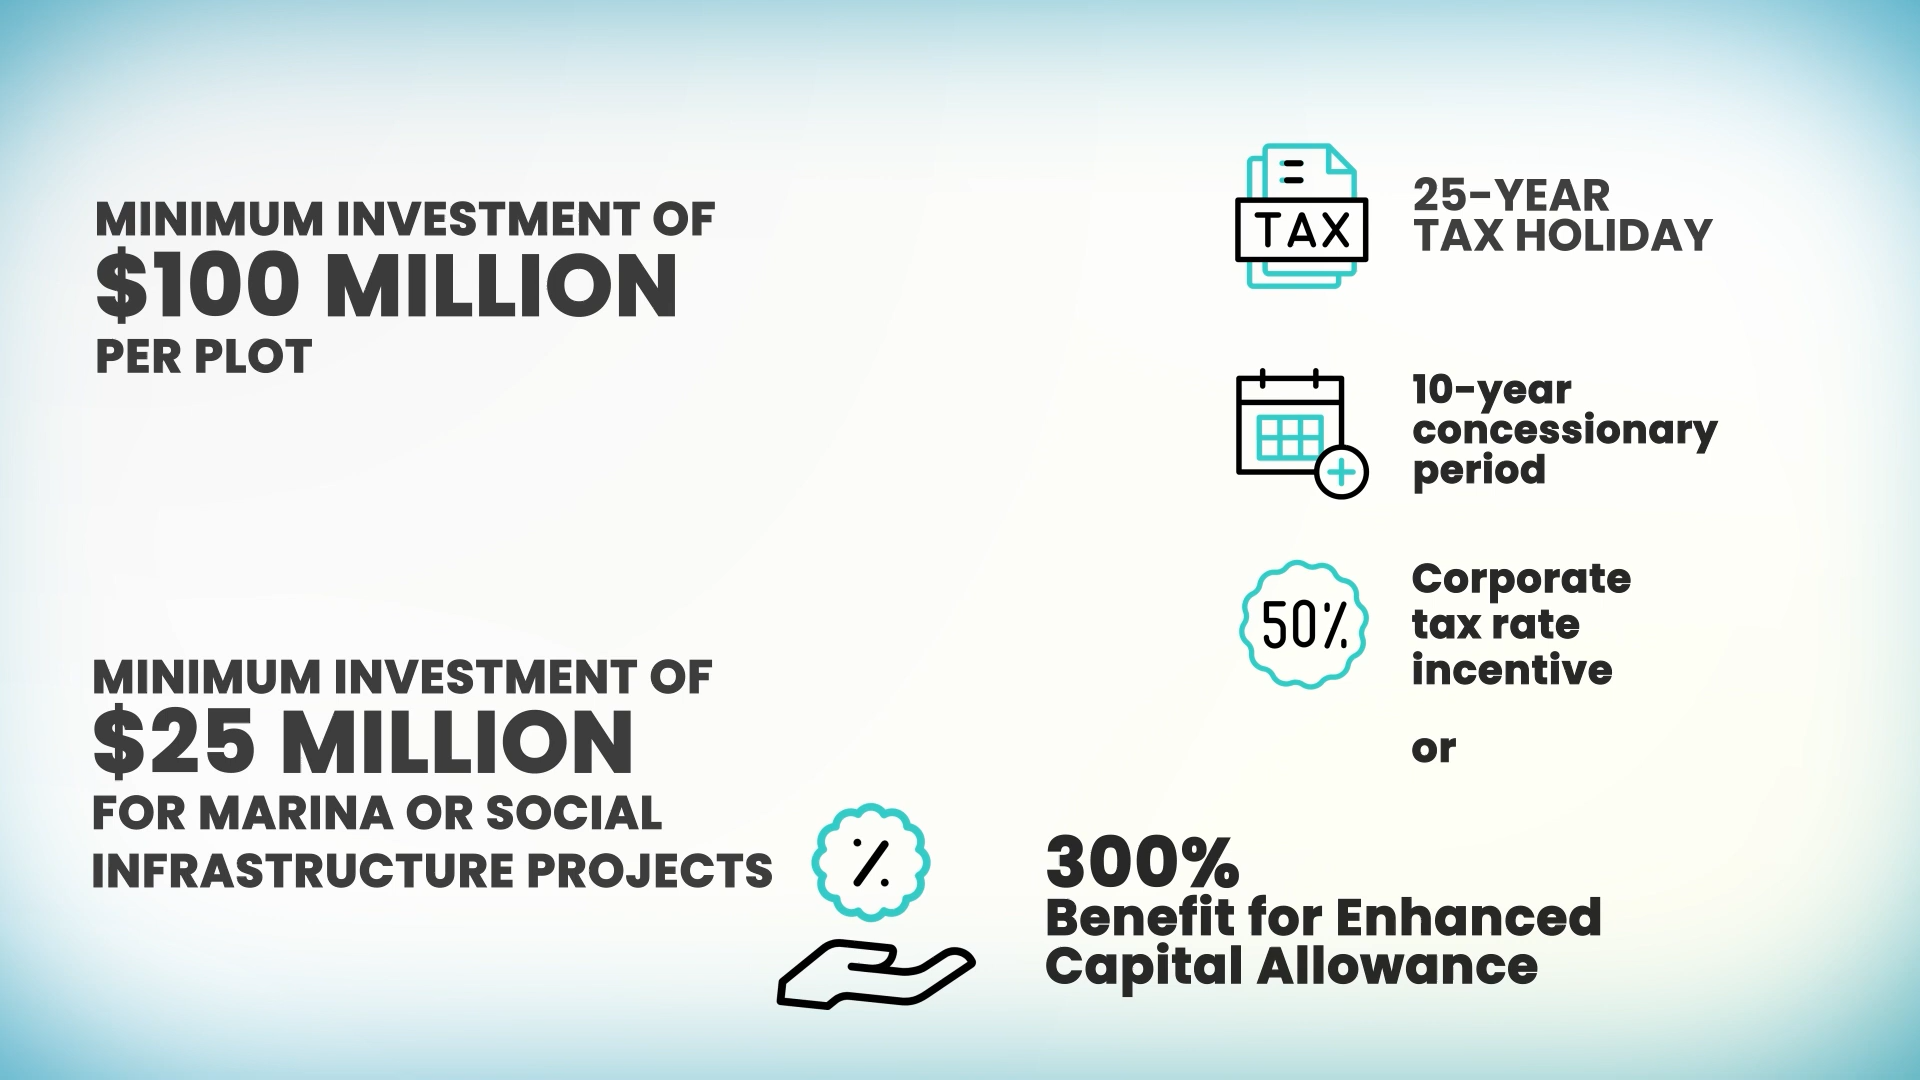 MINIMUM INVESTMENT OF
$100 MILLION
PER PLOT
MINIMUM INVESTMENT OF
$25 MILLION
FOR MARINA OR SOCIAL
INFRASTRUCTURE PROJECTS
TAX
25-YEAR
TAX HOLIDAY
10-year
concessionary
period
50%
Corporate
tax rate
incentive
or
%
300%
Benefit for Enhanced
Capital Allowance